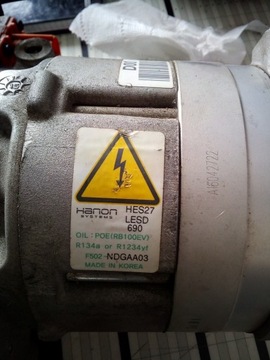 hanon
SYSTEMS
HES27
LESD
690
OIL : POE(RB100EV)
R134a or R1234yf
F502-NDGAA03
MADE IN KOREA